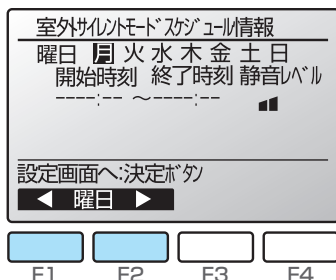 室外サイレントモードスケジュール情報
曜日 月 火 水 木 金 土 日
開始時刻 終了時刻 静音レベル
----:-- ～----:--
設定画面へ:決定ボタン
◀ 曜日 ▶
F1 F2 F3 F4